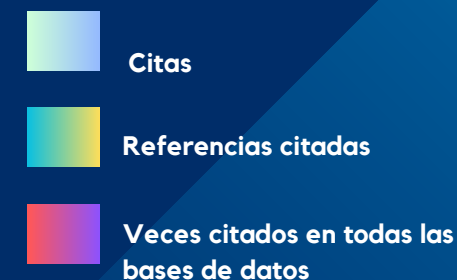 Citas
Referencias citadas
Veces citados en todas las
bases de datos